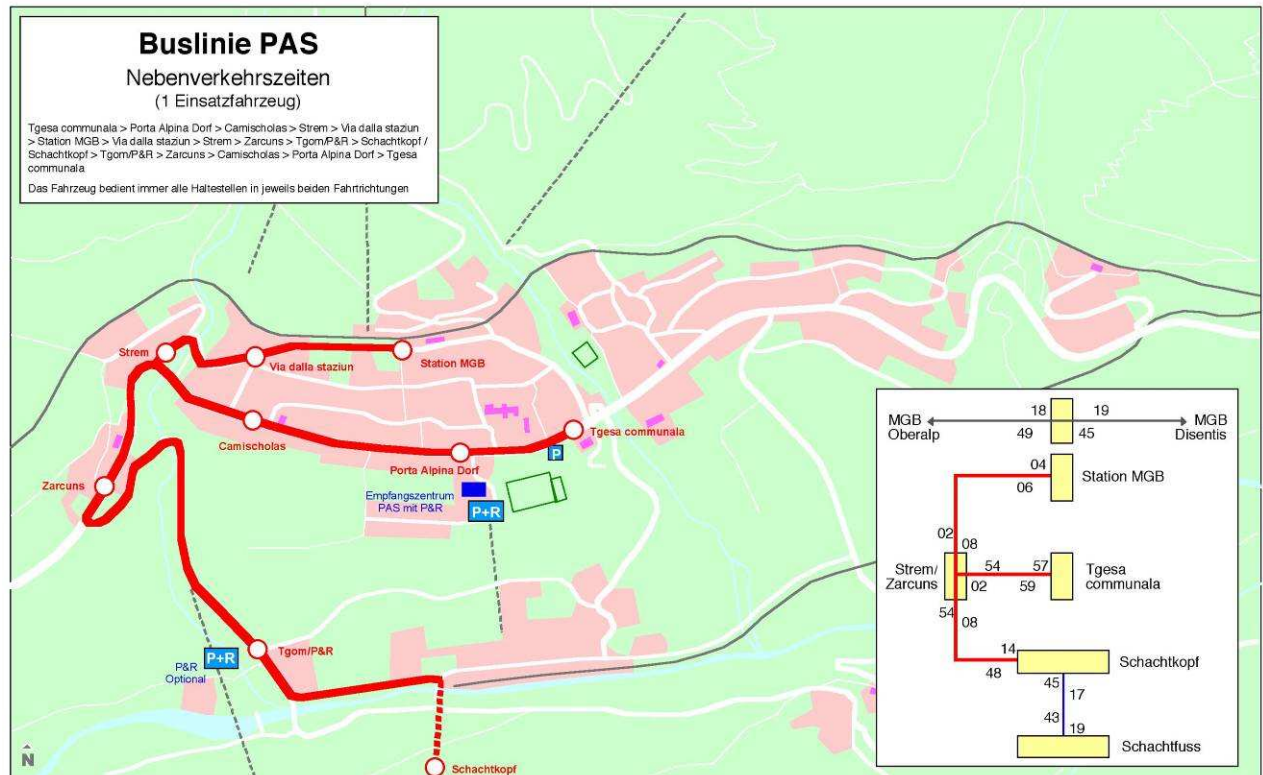 Buslinie PAS
Nebenverkehrszeiten
(1 Einsatzfahrzeug)
Tgesa communala > Porta Alpina Dorf > Camischolas > Strem > Via dalla staziun
> Station MGB > Via dalla staziun > Strem > Zarcuns > Tgom/P&R > Schachtkopf /
Schachtkopf > Tgom/P&R > Zarcuns > Camischolas > Porta Alpina Dorf > Tgesa
communala
Das Fahrzeug bedient immer alle Haltestellen in jeweils beiden Fahrtrichtungen
Strem
Via dalla staziun
Station MGB
Camischolas
Tgesa communala
Porta Alpina Dorf
P
Zarcuns
Empfangszentrum
PAS mit P&R
P+R
Tgom/P&R
P+R
P&R
Optional
Schachtkopf
N
18 19
MGB
Oberalp
MGB
Disentis
49 45
04
Station MGB
06
02
08
Strem/
Zarcuns
54 57
02 59
Tgesa
communala
54
08
14
Schachtkopf
48
45
17
43
19
Schachtfuss